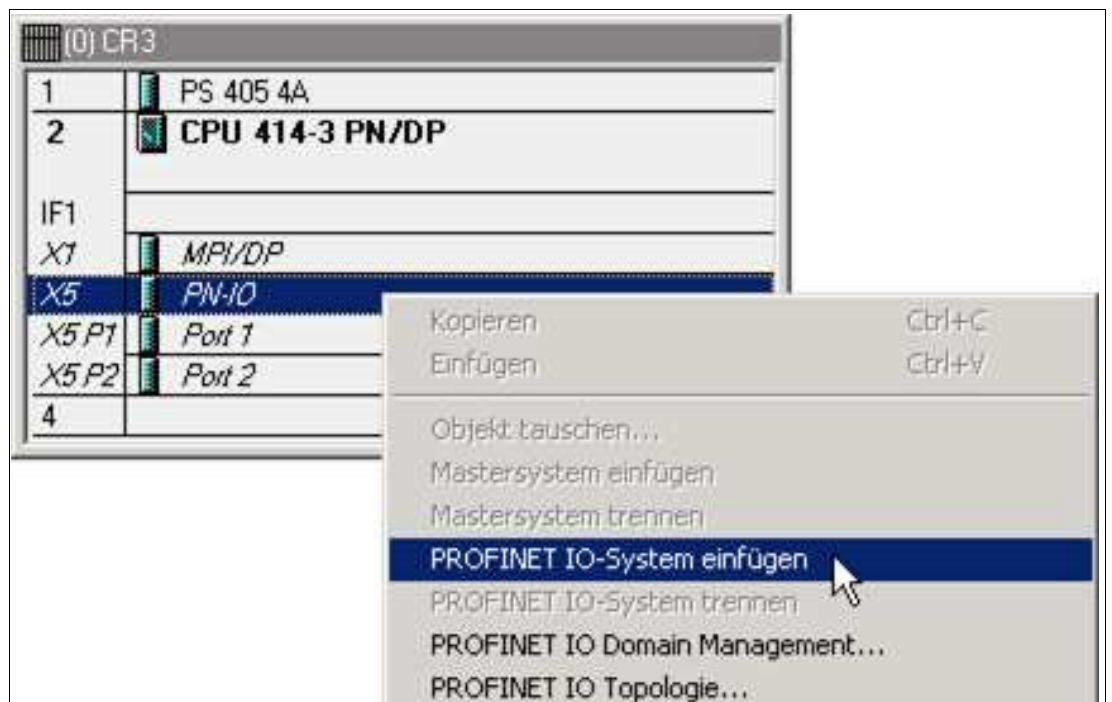 (0) CR3
1 PS 405 4A
2 CPU 414-3 PN/DP
IF1
X1 MPI/DP
X5 PN-IO
X5 P1 Port 1
X5 P2 Port 2
4
Kopieren Ctrl+C
Einfügen Ctrl+V
Objekt tauschen...
Mastersystem einfügen
Mastersystem trennen
PROFINET IO-System einfügen
PROFINET IO-System trennen
PROFINET IO Domain Management...
PROFINET IO Topologie...